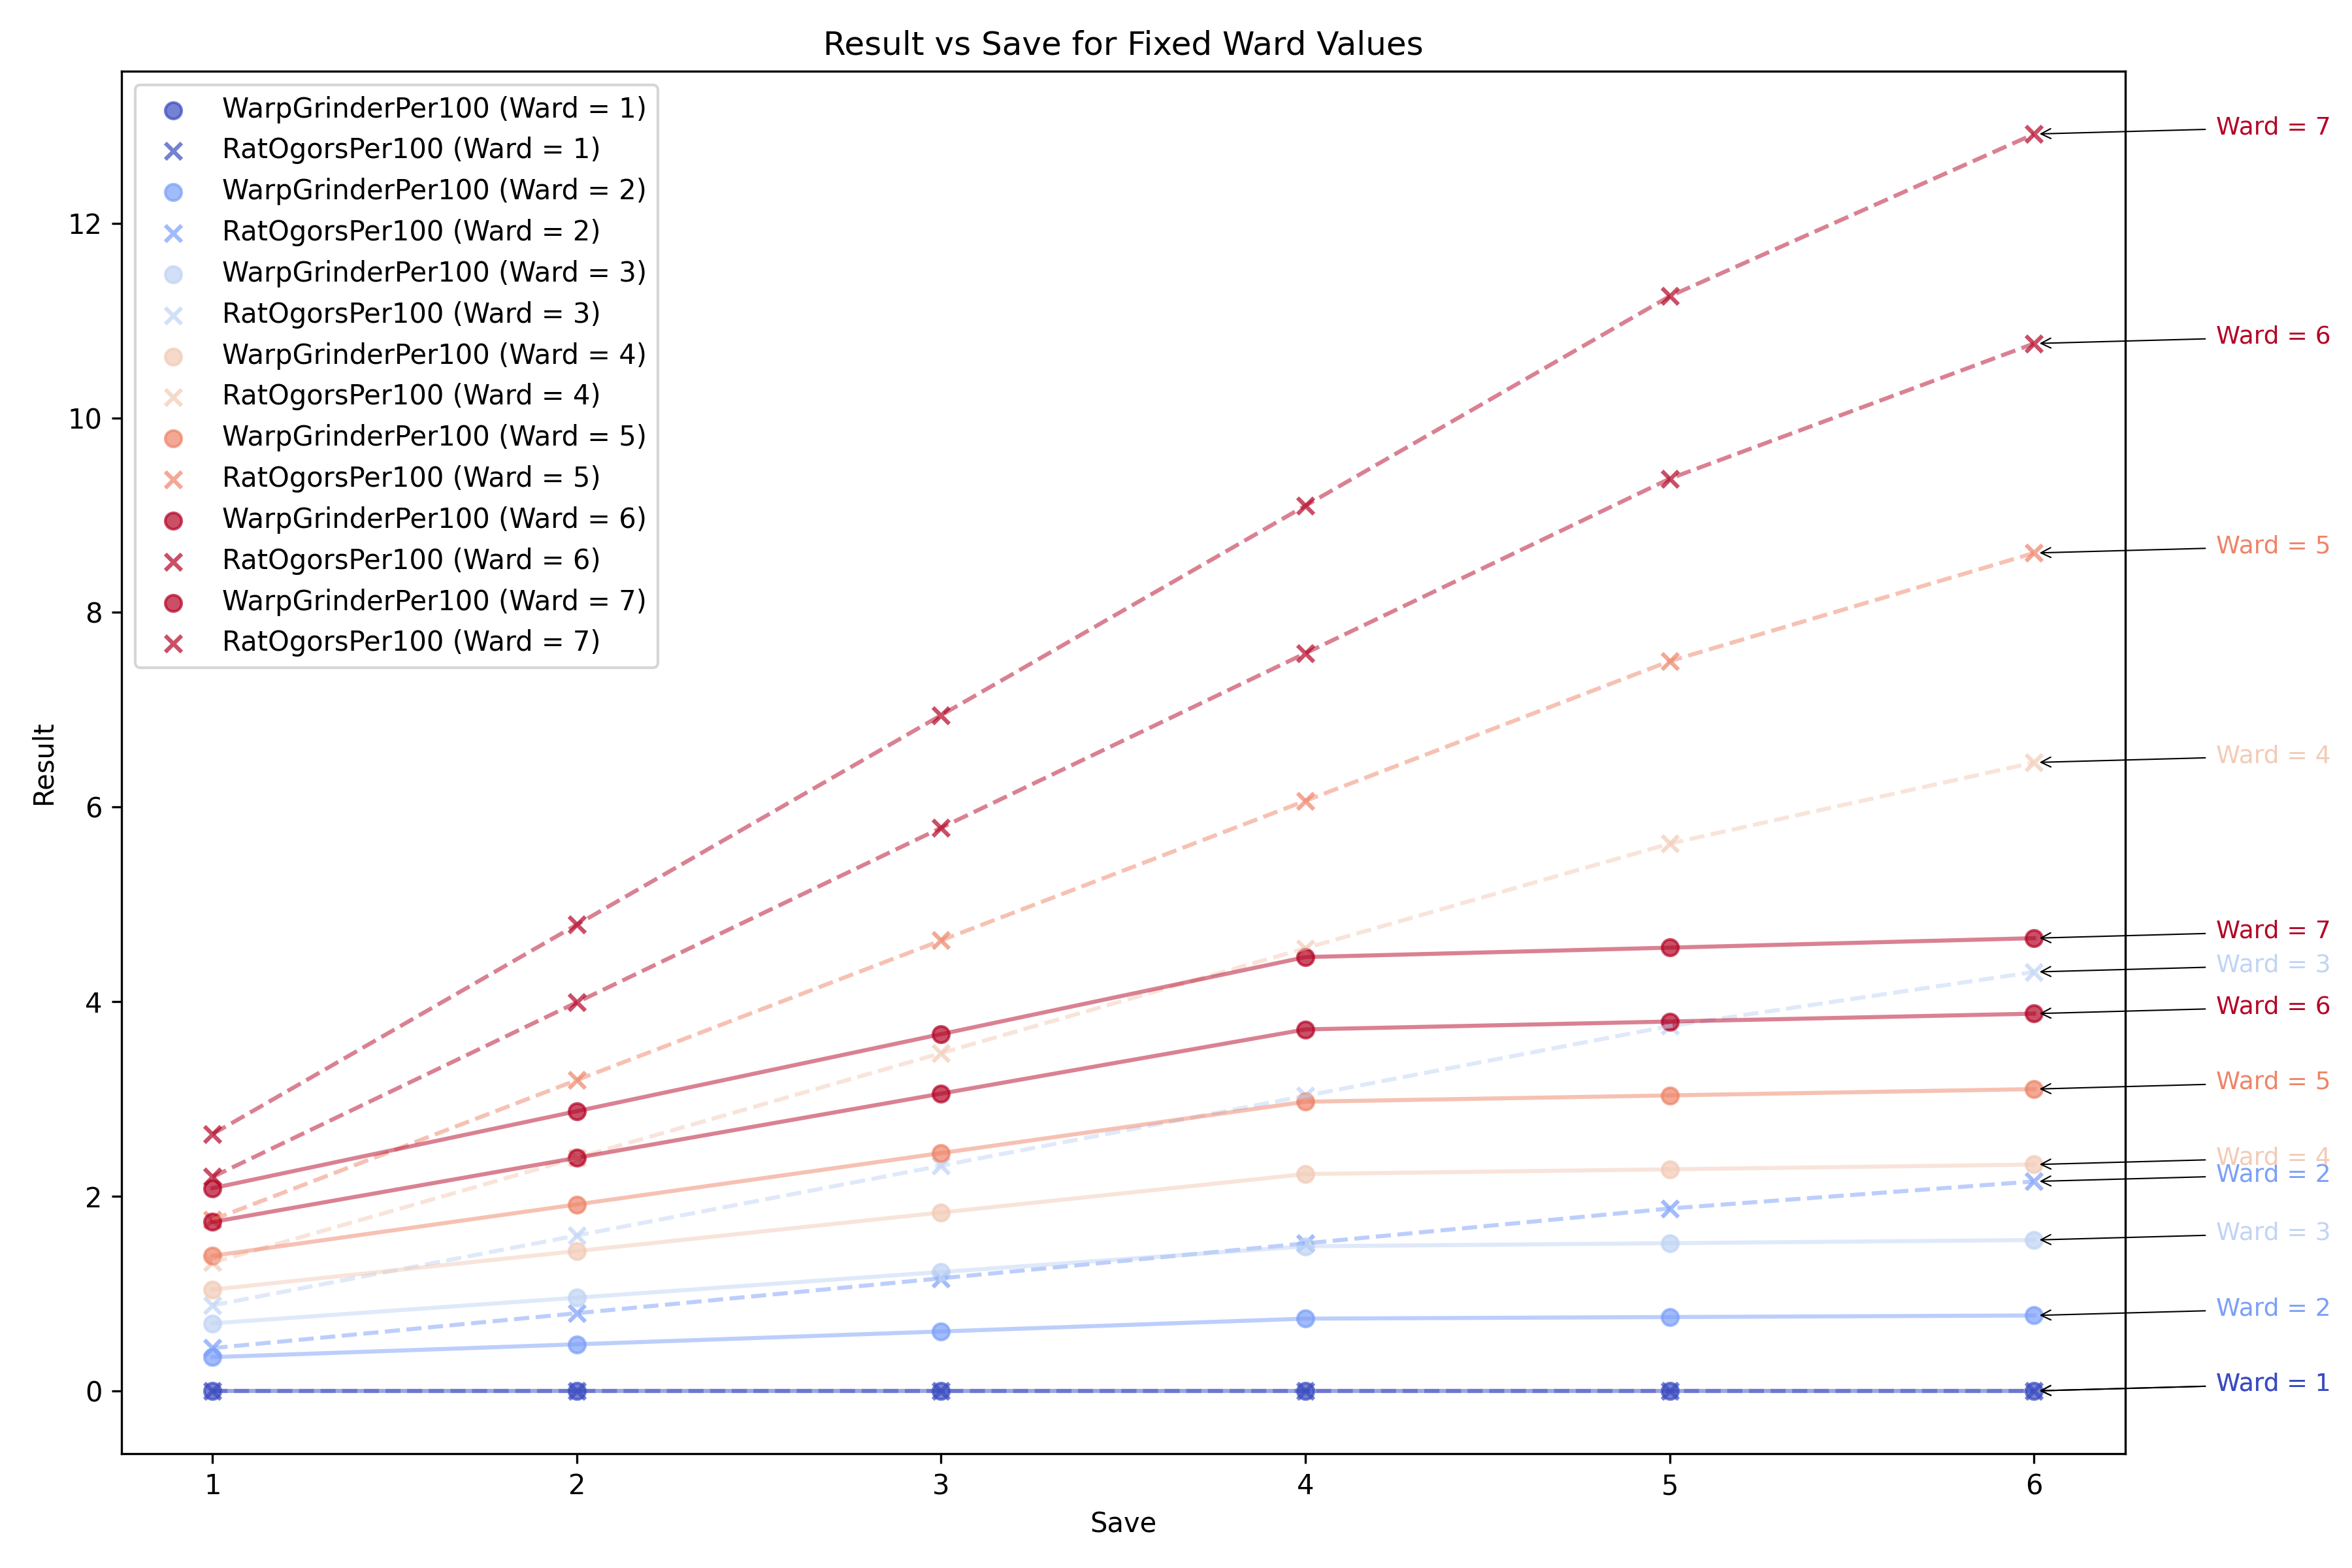 Result vs Save for Fixed Ward Values
WarpGrinderPer100 (Ward = 1)
RatOgorsPer100 (Ward = 1)
WarpGrinderPer100 (Ward = 2)
RatOgorsPer100 (Ward = 2)
WarpGrinderPer100 (Ward = 3)
RatOgorsPer100 (Ward = 3)
WarpGrinderPer100 (Ward = 4)
RatOgorsPer100 (Ward = 4)
WarpGrinderPer100 (Ward = 5)
RatOgorsPer100 (Ward = 5)
WarpGrinderPer100 (Ward = 6)
RatOgorsPer100 (Ward = 6)
WarpGrinderPer100 (Ward = 7)
RatOgorsPer100 (Ward = 7)
Ward = 7
Ward = 6
Ward = 5
Ward = 4
Ward = 7
Ward = 3
Ward = 6
Ward = 5
Ward = 4
Ward = 2
Ward = 3
Ward = 2
Ward = 1
12
10
8
6
4
2
0
Result
1 2 3 4 5 6
Save